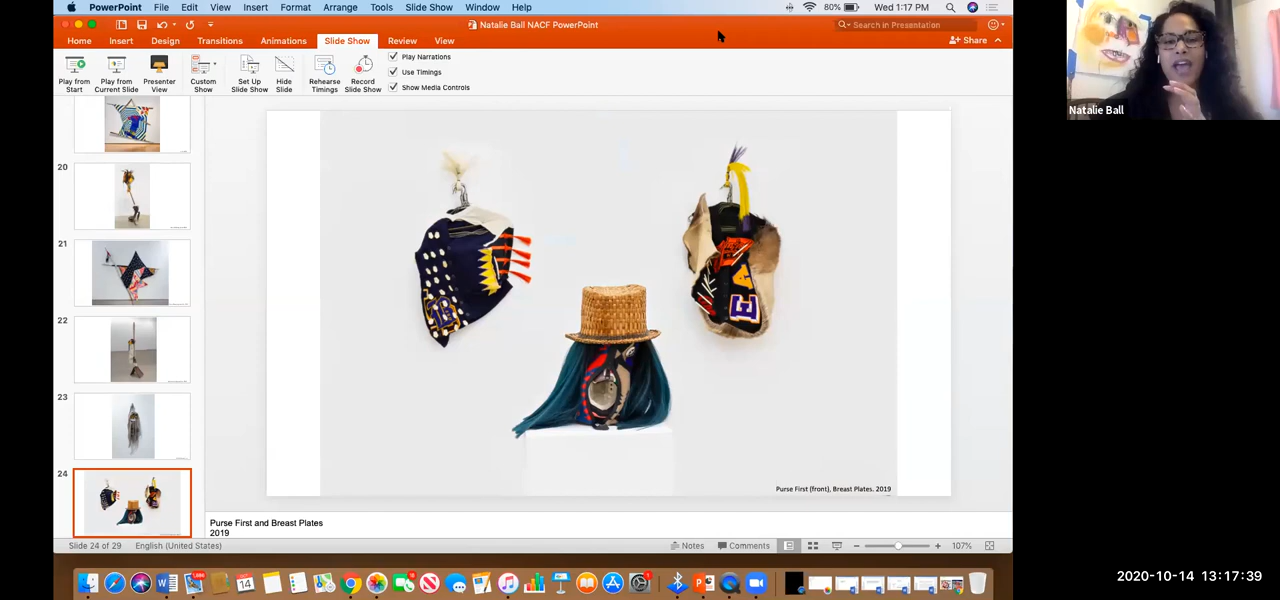 PowerPoint File Edit View Insert Format Arrange Tools Slide Show Window Help 80% Wed 1:17 PM
Natalie Ball NACF PowerPoint
Search in Presentation
Home Insert Design Transitions Animations Slide Show Review View
Share
Play from Start
Play from Current Slide
Presenter View
Custom Show
Set Up Slide Show
Hide Slide
Rehearse Timings
Record Slide Show
Play Narrations
Use Timings
Show Media Controls
Natalie Ball
20
21
22
23
24
E A
Purse First (front), Breast Plates. 2019
Purse First and Breast Plates
2019
Slide 24 of 29 English (United States)
Notes Comments 107%
14
2020-10-14 13:17:39